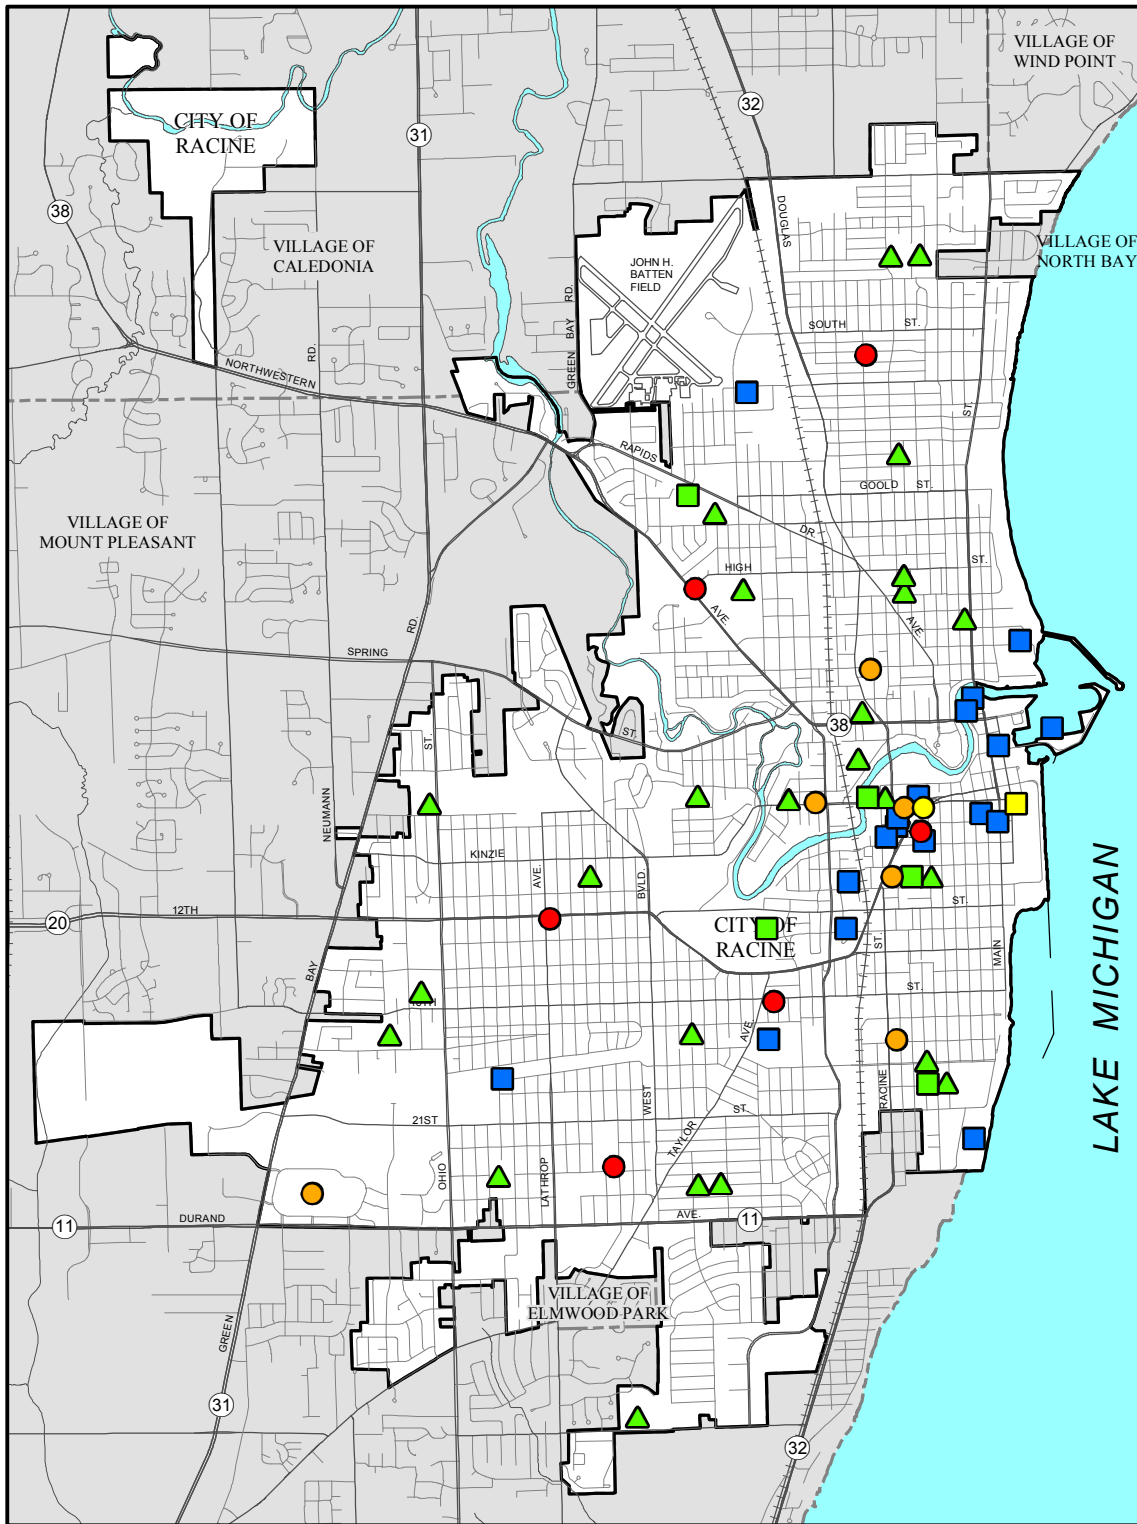 VILLAGE OF
WIND POINT
32
CITY OF
RACINE
31
38
DOUGLAS
VILLAGE OF
CALEDONIA
VILLAGE OF
NORTH BAY
JOHN H.
BATTEN
FIELD
GREEN BAY RD.
SOUTH ST.
RD.
NORTHWESTERN
ST.
RAPIDS
GOOLD ST.
VILLAGE OF
MOUNT PLEASANT
DR.
HIGH ST.
AVE.
AVE.
RD.
SPRING
ST.
38
ST.
NEUMANN
KINZIE
AVE.
BLVD.
LAKE MICHIGAN
12TH
ST.
20
CITY OF
RACINE
ST.
MAIN
BAY
ST.
AVE.
RACINE
WEST
21ST
ST.
TAYLOR
OHIO
LATHROP
DURAND
AVE.
11
11
VILLAGE OF
ELMWOOD PARK
GREEN
31
32